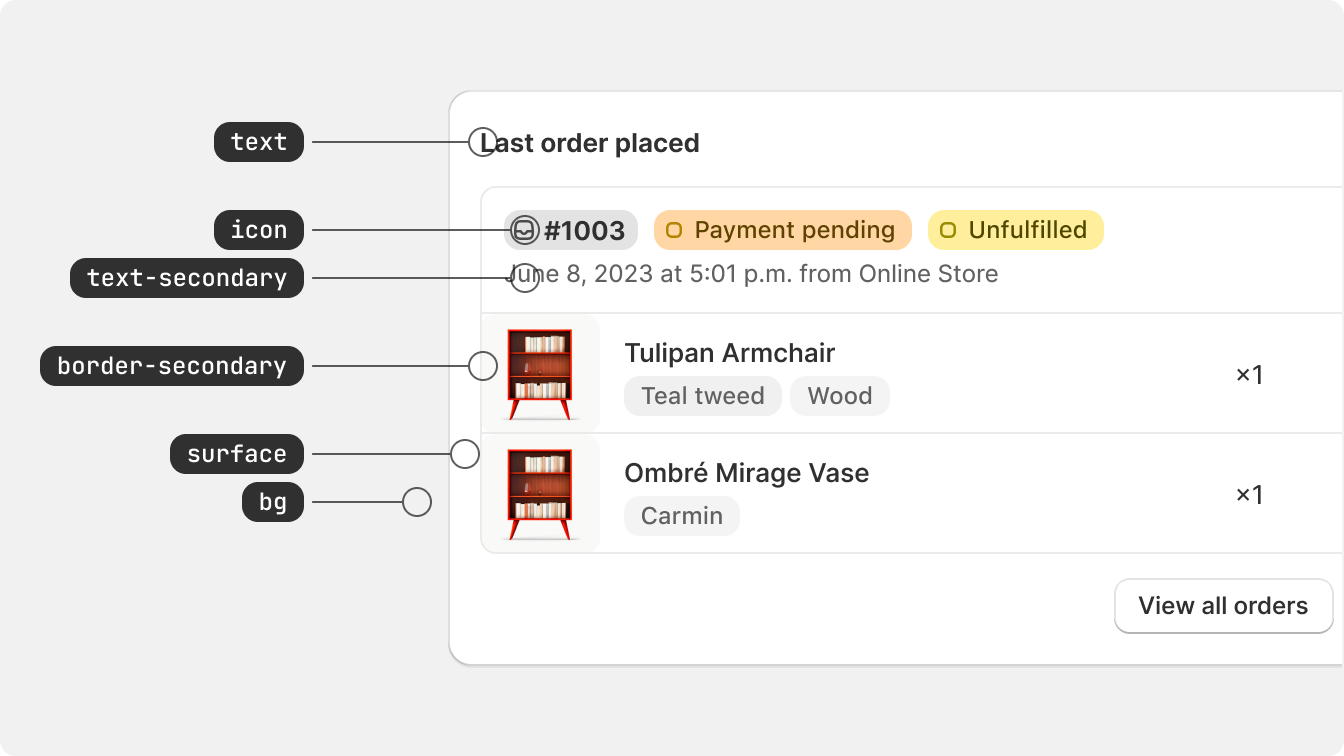 text
Last order placed
icon
#1003 Payment pending Unfulfilled
text-secondary
June 8, 2023 at 5:01 p.m. from Online Store
border-secondary
Tulipan Armchair
Teal tweed Wood
×1
surface
bg
Ombré Mirage Vase
Carmin
×1
View all orders